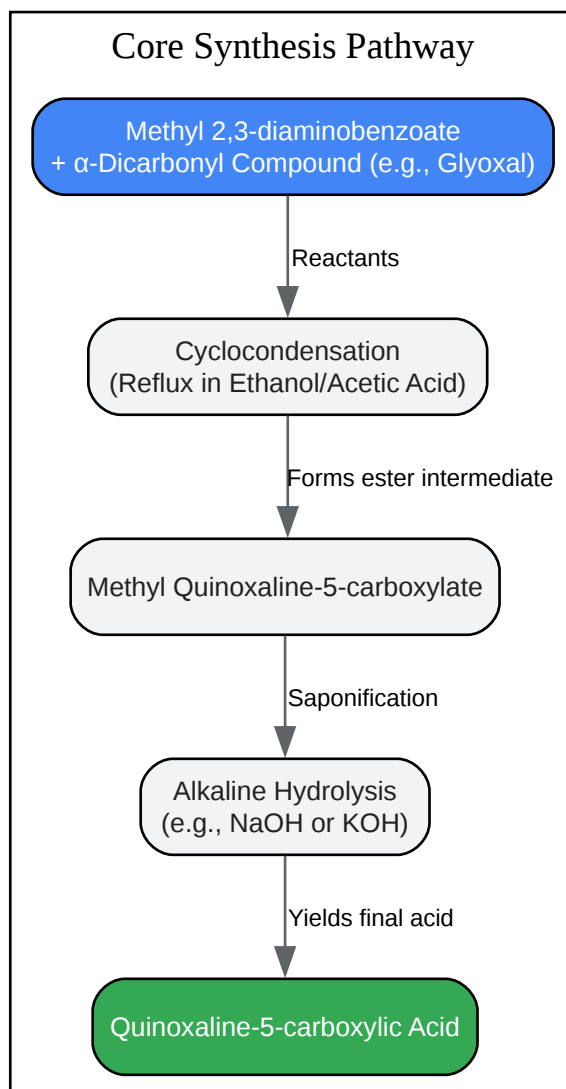 Core Synthesis Pathway
Methyl 2,3-diaminobenzoate
+ α-Dicarbonyl Compound (e.g., Glyoxal)
Reactants
Cyclocondensation
(Reflux in Ethanol/Acetic Acid)
Forms ester intermediate
Methyl Quinoxaline-5-carboxylate
Saponification
Alkaline Hydrolysis
(e.g., NaOH or KOH)
Yields final acid
Quinoxaline-5-carboxylic Acid